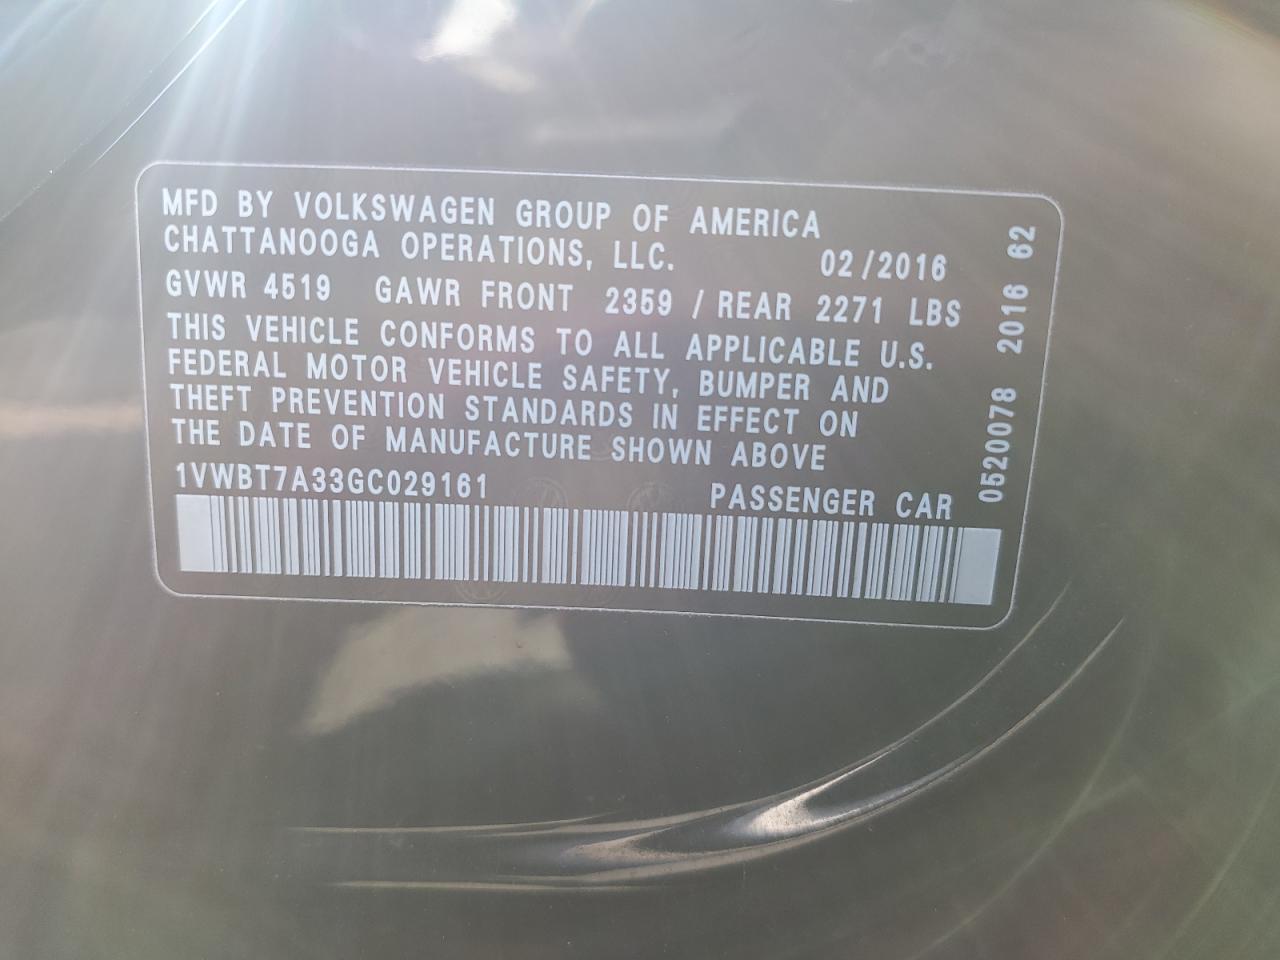 MFD BY VOLKSWAGEN GROUP OF AMERICA
CHATTANOOGA OPERATIONS, LLC. 02/2016
GVWR 4519 GAWR FRONT 2359 / REAR 2271 LBS
THIS VEHICLE CONFORMS TO ALL APPLICABLE U.S.
FEDERAL MOTOR VEHICLE SAFETY, BUMPER AND
THEFT PREVENTION STANDARDS IN EFFECT ON
THE DATE OF MANUFACTURE SHOWN ABOVE
1VWBT7A33GC029161 PASSENGER CAR
0520078 2016 62